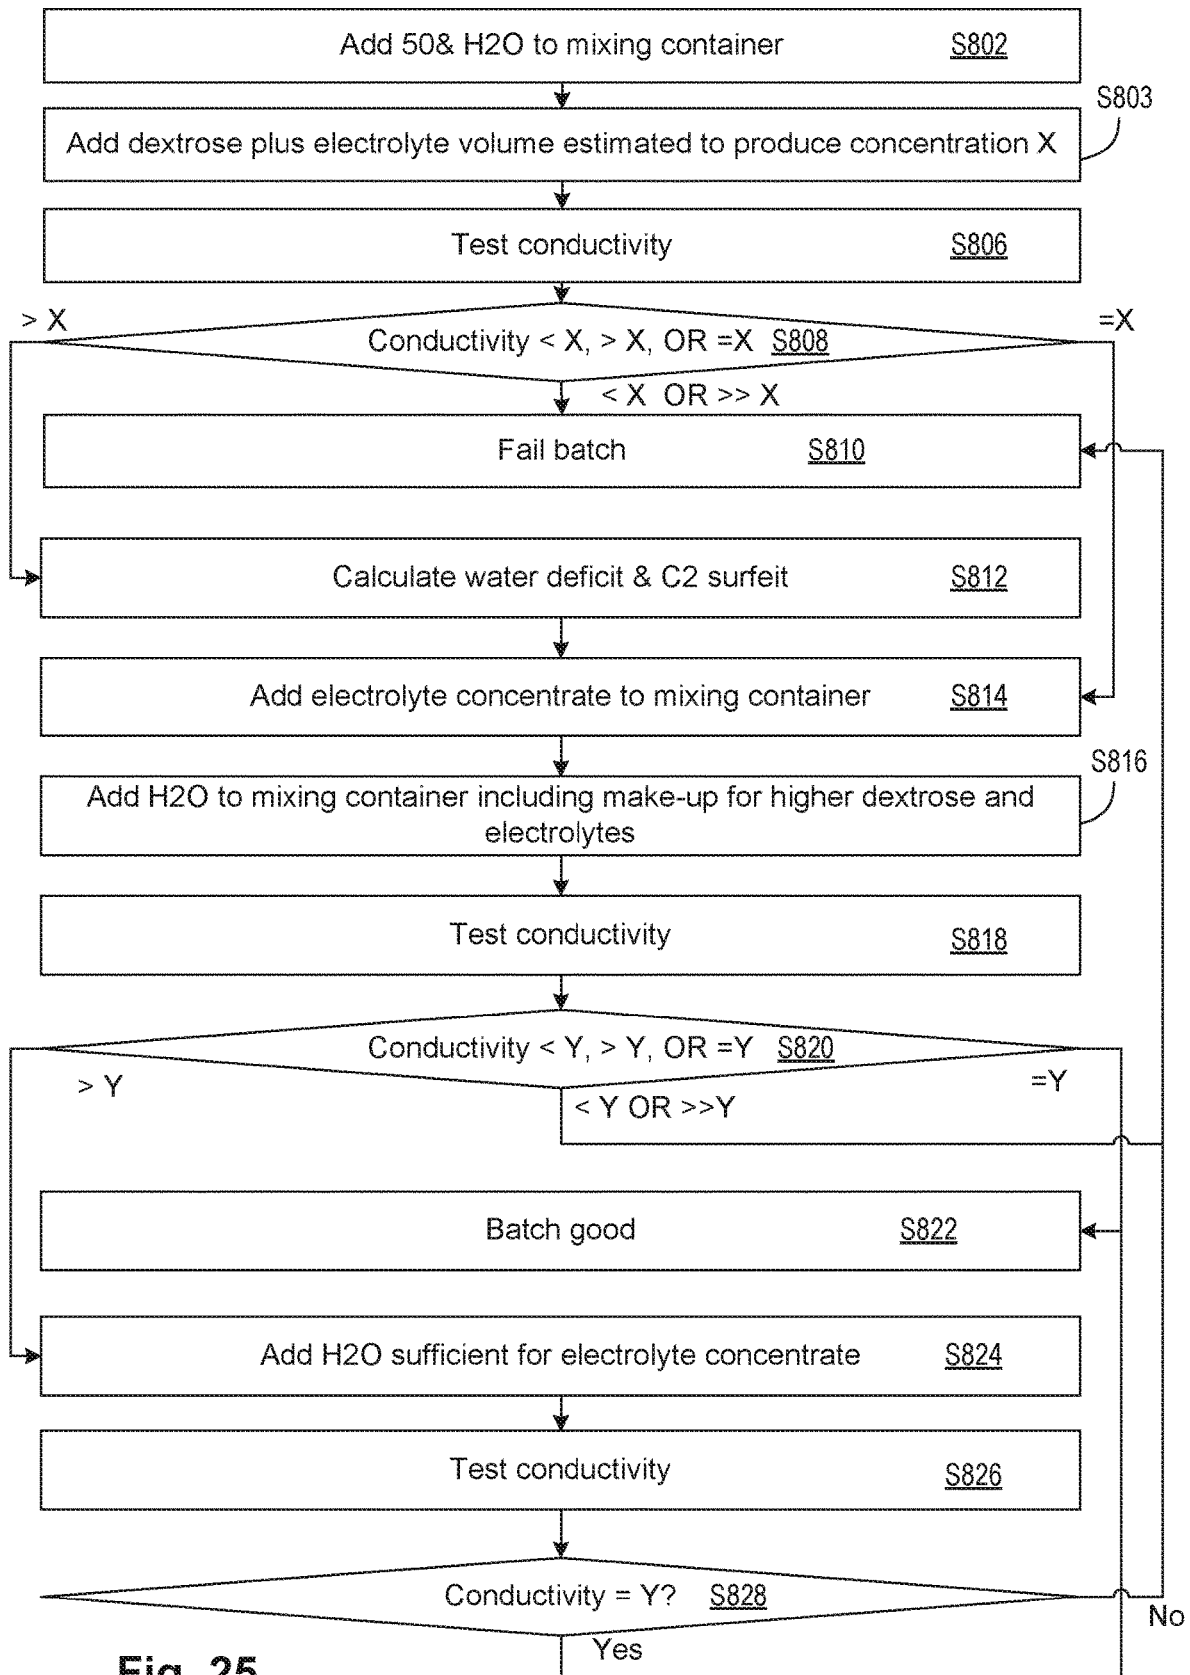 Add 50& H2O to mixing container S802
S803
Add dextrose plus electrolyte volume estimated to produce concentration X
Test conductivity S806
> X
=X
Conductivity < X, > X, OR =X S808
< X OR >> X
Fail batch S810
Calculate water deficit & C2 surfeit S812
Add electrolyte concentrate to mixing container S814
S816
Add H2O to mixing container including make-up for higher dextrose and
electrolytes
Test conductivity S818
Conductivity < Y, > Y, OR =Y S820
> Y
=Y
< Y OR >>Y
Batch good S822
Add H2O sufficient for electrolyte concentrate S824
Test conductivity S826
Conductivity = Y? S828
No
Yes
Fig. 25